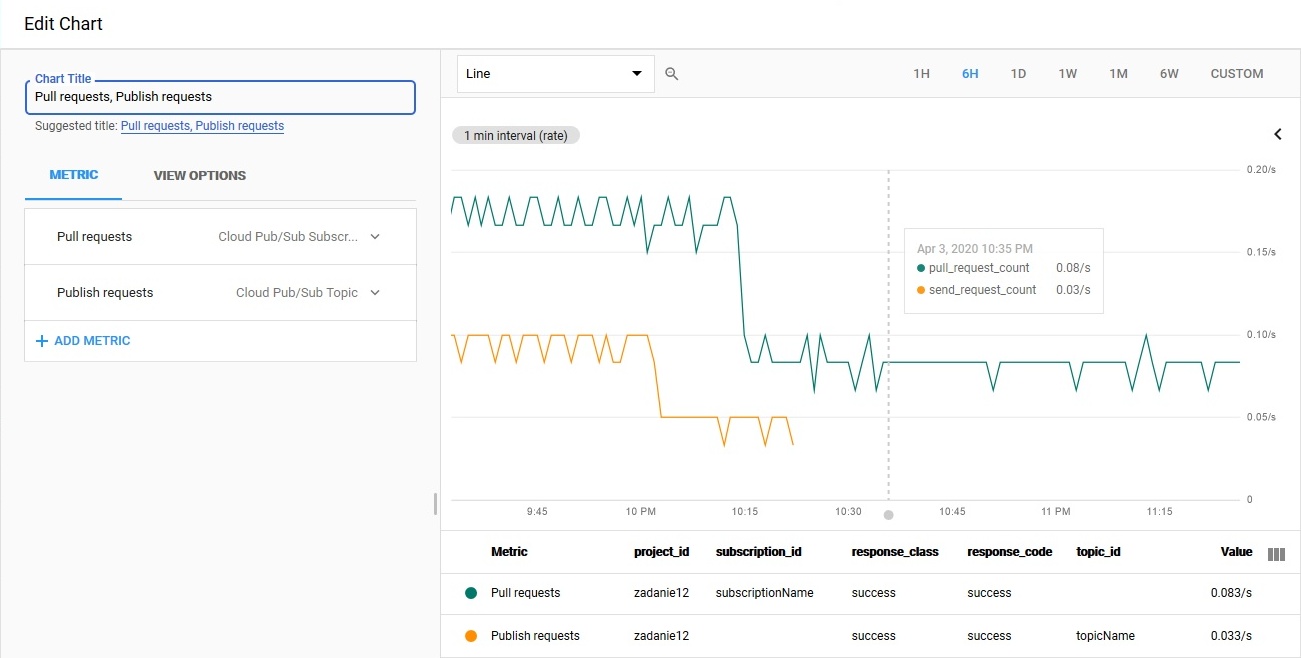 Edit Chart
Chart Title
Pull requests, Publish requests
Suggested title: Pull requests, Publish requests
METRIC VIEW OPTIONS
Pull requests Cloud Pub/Sub Subscr...
Publish requests Cloud Pub/Sub Topic
+ ADD METRIC
Line 1H 6H 1D 1W 1M 6W CUSTOM
1 min interval (rate)
0.20/s
0.15/s
0.10/s
0.05/s
0
Apr 3, 2020 10:35 PM
pull_request_count 0.08/s
send_request_count 0.03/s
9:45 10 PM 10:15 10:30 10:45 11 PM 11:15
Metric project_id subscription_id response_class response_code topic_id Value
Pull requests zadanie12 subscriptionName success success 0.083/s
Publish requests zadanie12 success success topicName 0.033/s